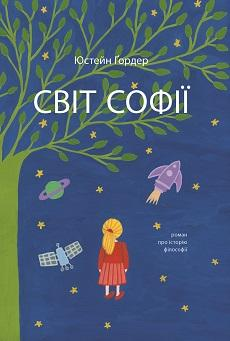 Юстейн Ґордер
СВІТ СОФІЇ
роман
про історію
філософії